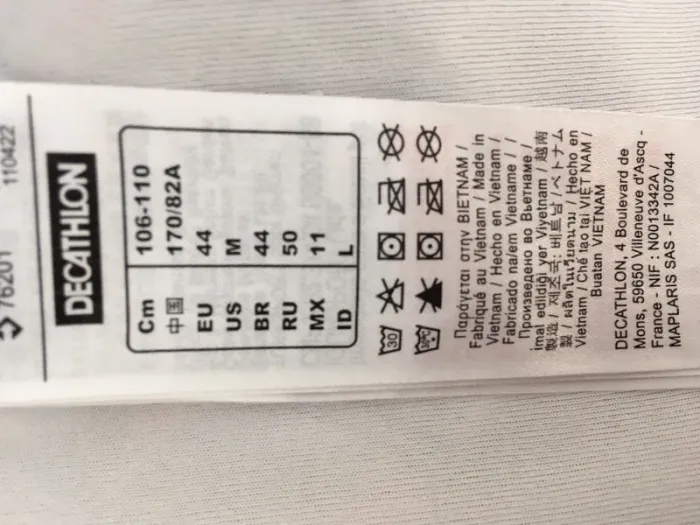 76201 110422
DECATHLON
Cm 106-110
中国 170/82A
EU 44
US M
BR 44
RU 50
MX 11
ID L
30
30°C
Παράγεται στην ΒΙΕΤΝΑΜ /
Fabriqué au Vietnam / Made in
Vietnam / Hecho en Vietnam /
Fabricado na/em Vietname / /
Произведено во Вьетнаме /
imal edildiği yer Viyetnam / 越南
製造 / 제조국: 베트남 / ベトナム
製 / ผลิตในเวียดนาม / Hecho en
Vietnam / Chế tạo tại VIỆT NAM /
Buatan VIETNAM
DECATHLON, 4 Boulevard de
Mons, 59650 Villeneuve d'Ascq -
France - NIF : N0013342A /
MAPLARIS SAS - IF 1007044